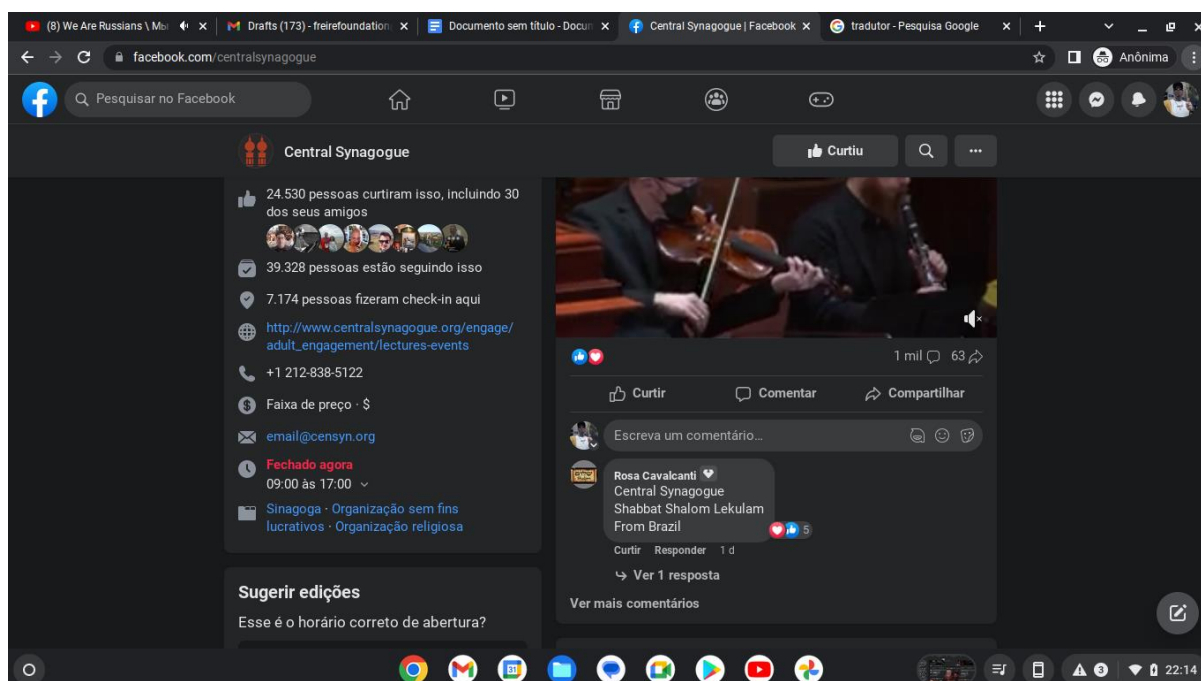 (8) We Are Russians \ Мы
Drafts (173) - freirefoundation
Documento sem título - Docun
Central Synagogue | Facebook
tradutor - Pesquisa Google
facebook.com/centralsynagogue
Anônima
Pesquisar no Facebook
Central Synagogue
Curtiu
24.530 pessoas curtiram isso, incluindo 30
dos seus amigos
39.328 pessoas estão seguindo isso
7.174 pessoas fizeram check-in aqui
http://www.centralsynagogue.org/engage/
adult_engagement/lectures-events
+1 212-838-5122
Faixa de preço · $
email@censyn.org
Fechado agora
09:00 às 17:00
Sinagoga · Organização sem fins
lucrativos · Organização religiosa
Sugerir edições
Esse é o horário correto de abertura?
1 mil 63
Curtir Comentar Compartilhar
Escreva um comentário...
Rosa Cavalcanti
Central Synagogue
Shabbat Shalom Lekulam
From Brazil
5
Curtir Responder 1 d
Ver 1 resposta
Ver mais comentários
31
3
22:14